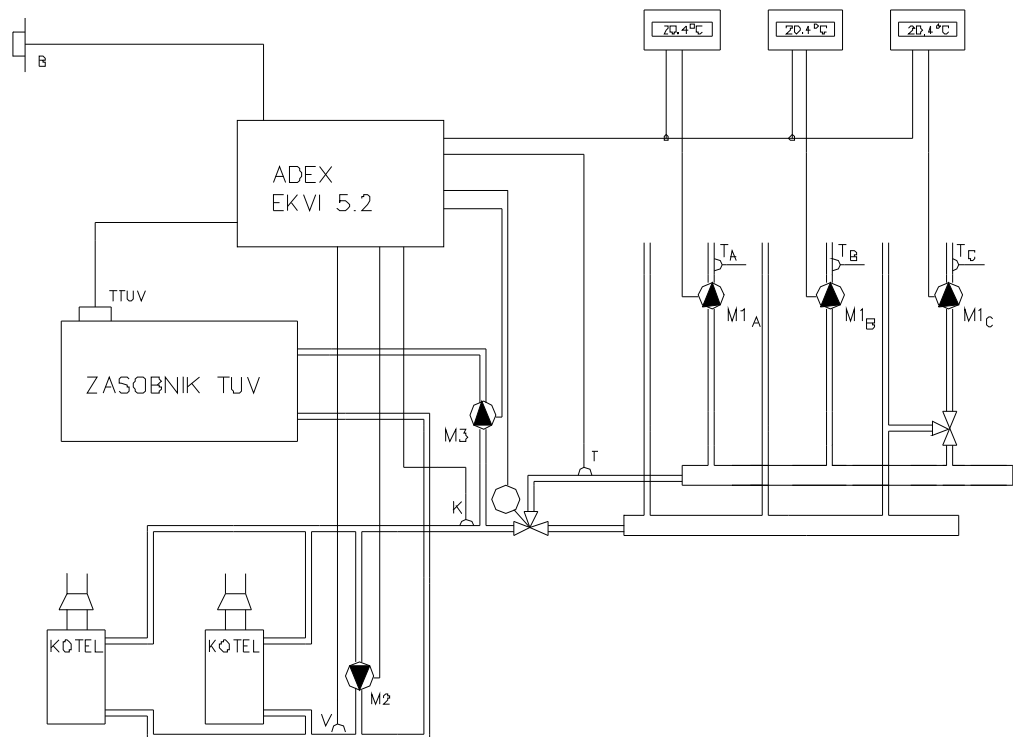 20.4°C
20.4°C
20.4°C
B
ADEX
EKVI 5.2
TA
TB
TC
TTUV
M1A
M1B
M1C
ZASOBNIK TUV
M3
T
K
KOTEL
KOTEL
M2
V